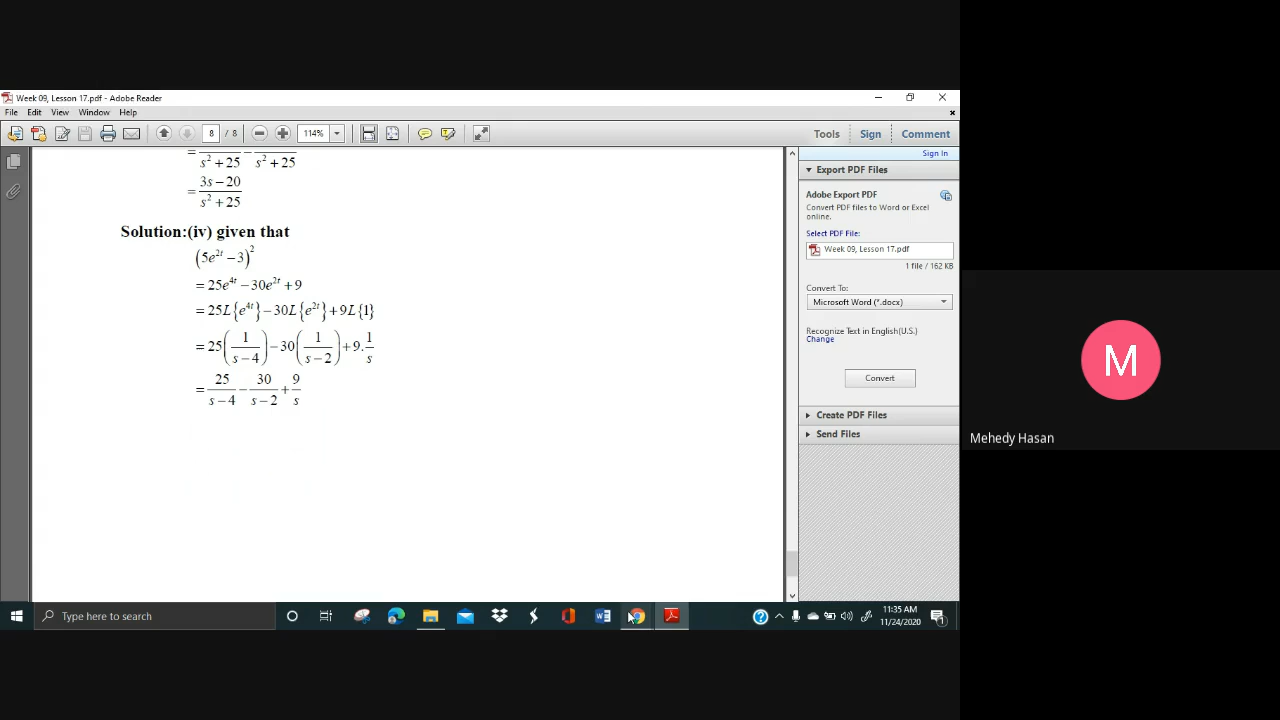 Week 09, Lesson 17.pdf - Adobe Reader
File Edit View Window Help
8 / 8 114% Tools Sign Comment
Sign In
Export PDF Files
Adobe Export PDF
Convert PDF files to Word or Excel
online.
Select PDF File:
Week 09, Lesson 17.pdf
1 file / 162 KB
Convert To:
Microsoft Word (*.docx)
Recognize Text in English(U.S.)
Change
Convert
Create PDF Files
Send Files
= /(s² + 25) − /(s² + 25)
= (3s − 20)/(s² + 25)
Solution:(iv) given that
(5e^{2t} − 3)²
= 25e^{4t} − 30e^{2t} + 9
= 25L{e^{4t}} − 30L{e^{2t}} + 9L{1}
= 25(1/(s − 4)) − 30(1/(s − 2)) + 9.1/s
= 25/(s − 4) − 30/(s − 2) + 9/s
M
Mehedy Hasan
Type here to search
11:35 AM
11/24/2020
1